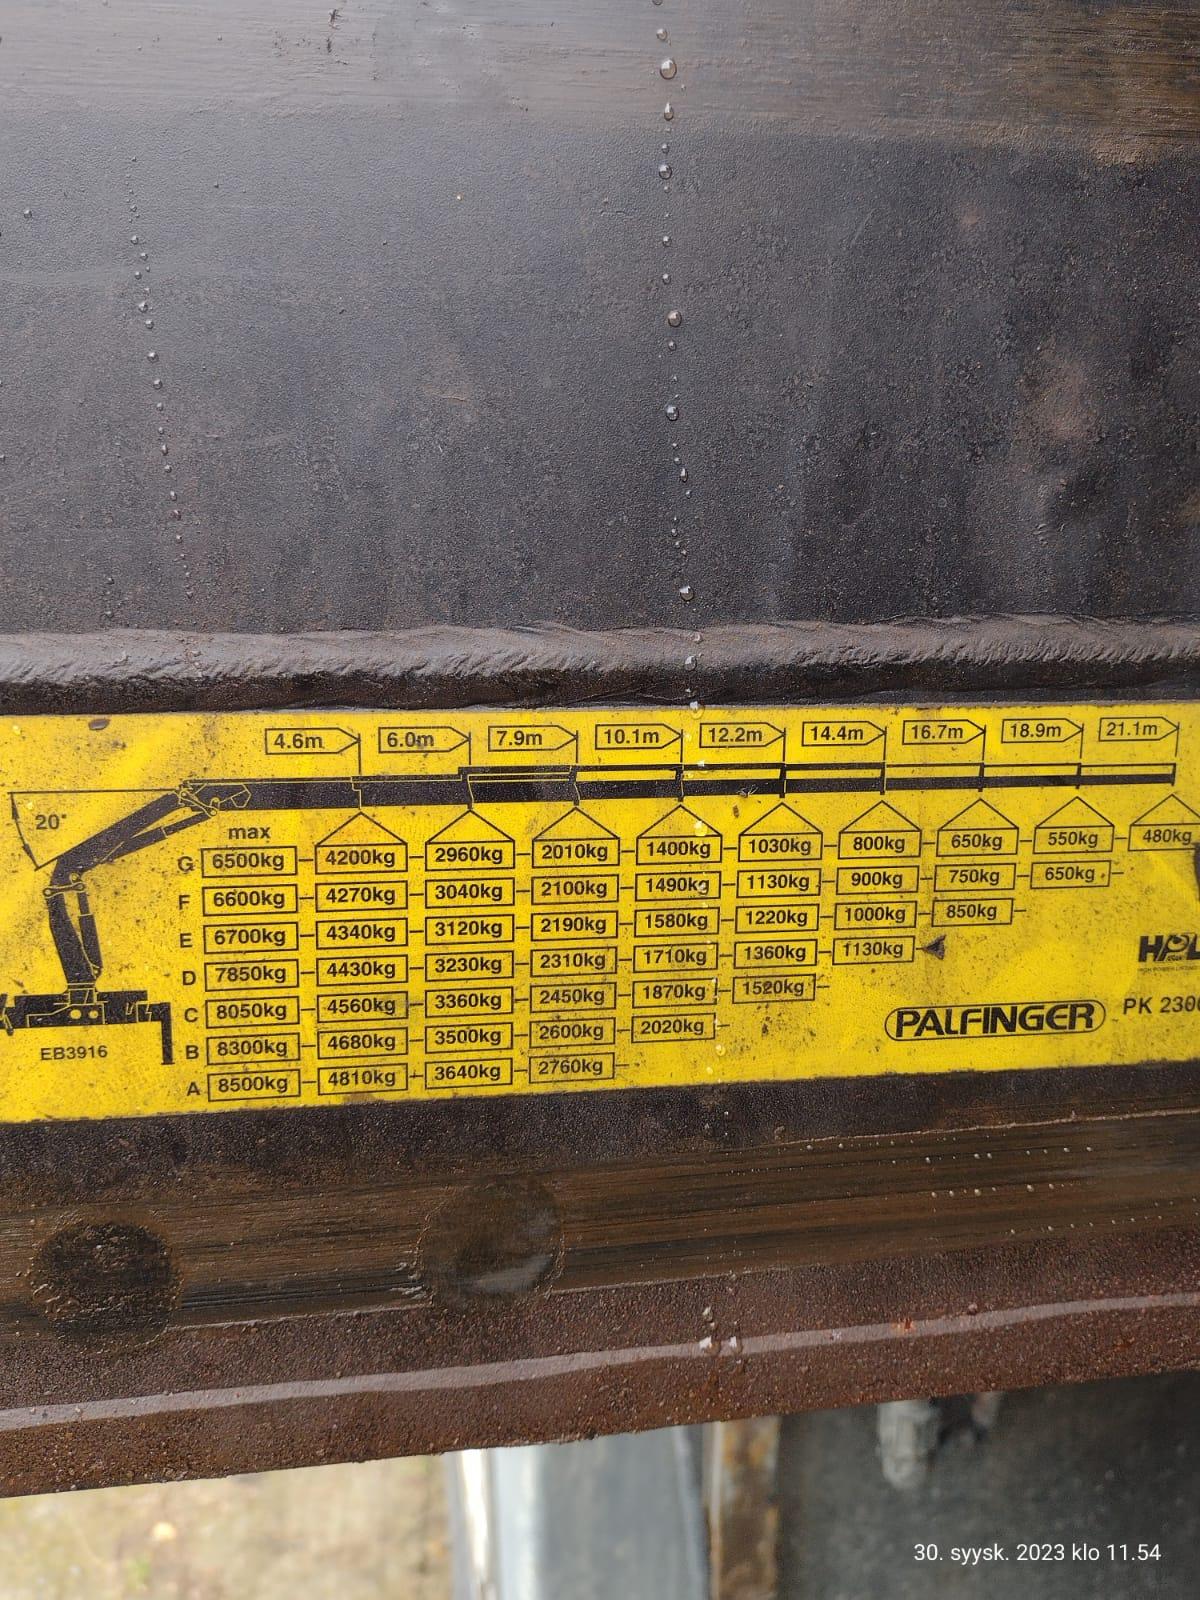 4.6m 6.0m 7.9m 10.1m 12.2m 14.4m 16.7m 18.9m 21.1m
20°
max
G 6500kg 4200kg 2960kg 2010kg 1400kg 1030kg 800kg 650kg 550kg 480kg
F 6600kg 4270kg 3040kg 2100kg 1490kg 1130kg 900kg 750kg 650kg
E 6700kg 4340kg 3120kg 2190kg 1580kg 1220kg 1000kg 850kg
D 7850kg 4430kg 3230kg 2310kg 1710kg 1360kg 1130kg
C 8050kg 4560kg 3360kg 2450kg 1870kg 1520kg
B 8300kg 4680kg 3500kg 2600kg 2020kg
A 8500kg 4810kg 3640kg 2760kg
EB3916
PALFINGER PK 2300
30. syysk. 2023 klo 11.54